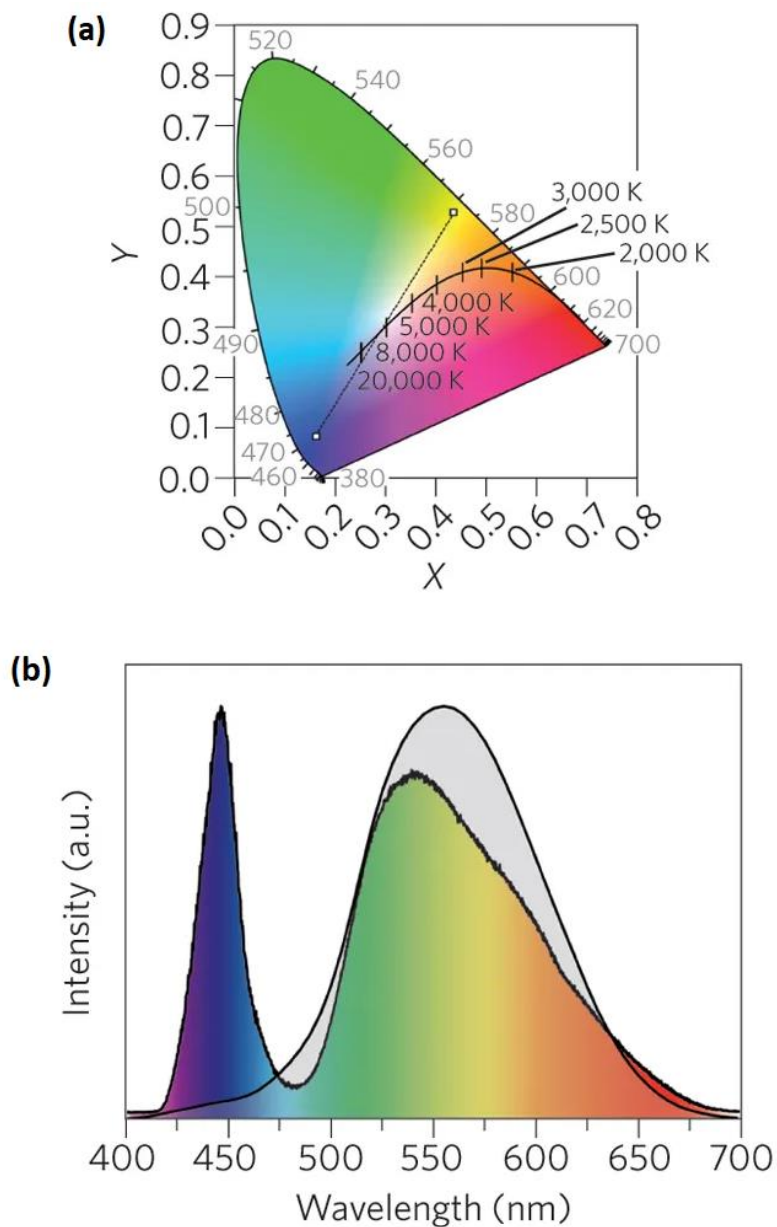 (a)
0.9
0.8
0.7
0.6
0.5
0.4
0.3
0.2
0.1
0.0
Y
520
540
560
580
600
620
700
500
490
480
470
460
380
3,000 K
2,500 K
2,000 K
4,000 K
5,000 K
8,000 K
20,000 K
0.0 0.1 0.2 0.3 0.4 0.5 0.6 0.7 0.8
X
(b)
Intensity (a.u.)
400 450 500 550 600 650 700
Wavelength (nm)